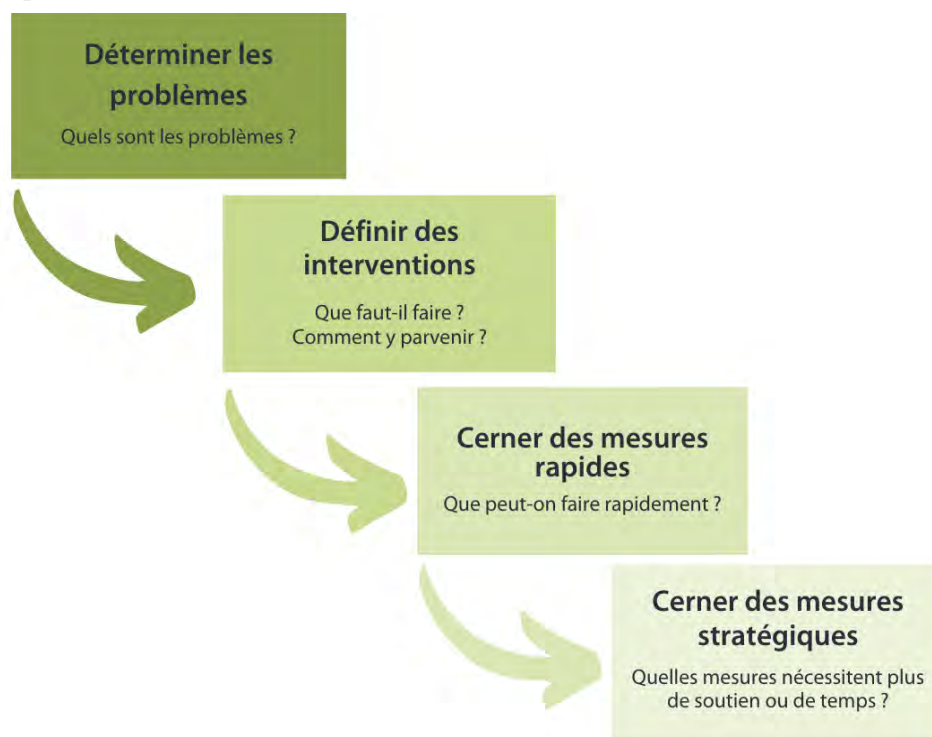 Déterminer les
problèmes
Quels sont les problèmes ?
Définir des
interventions
Que faut-il faire ?
Comment y parvenir ?
Cerner des mesures
rapides
Que peut-on faire rapidement ?
Cerner des mesures
stratégiques
Quelles mesures nécessitent plus
de soutien ou de temps ?